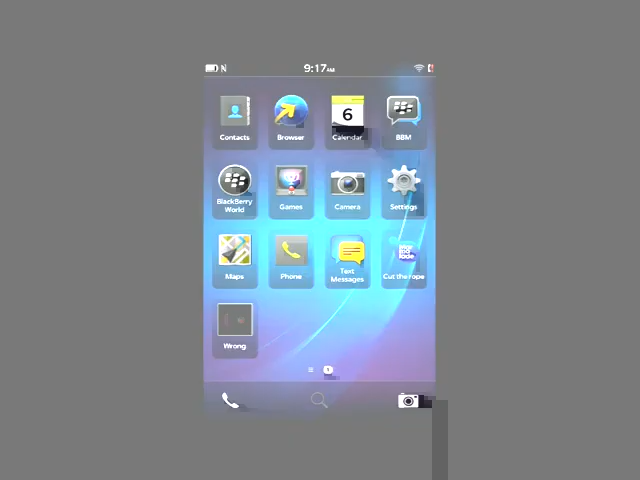 9:17 AM
Contacts
Browser
6
Calendar
BBM
BlackBerry
World
Games
Camera
Settings
Maps
Phone
Text
Messages
Cut the rope
Wrong
1